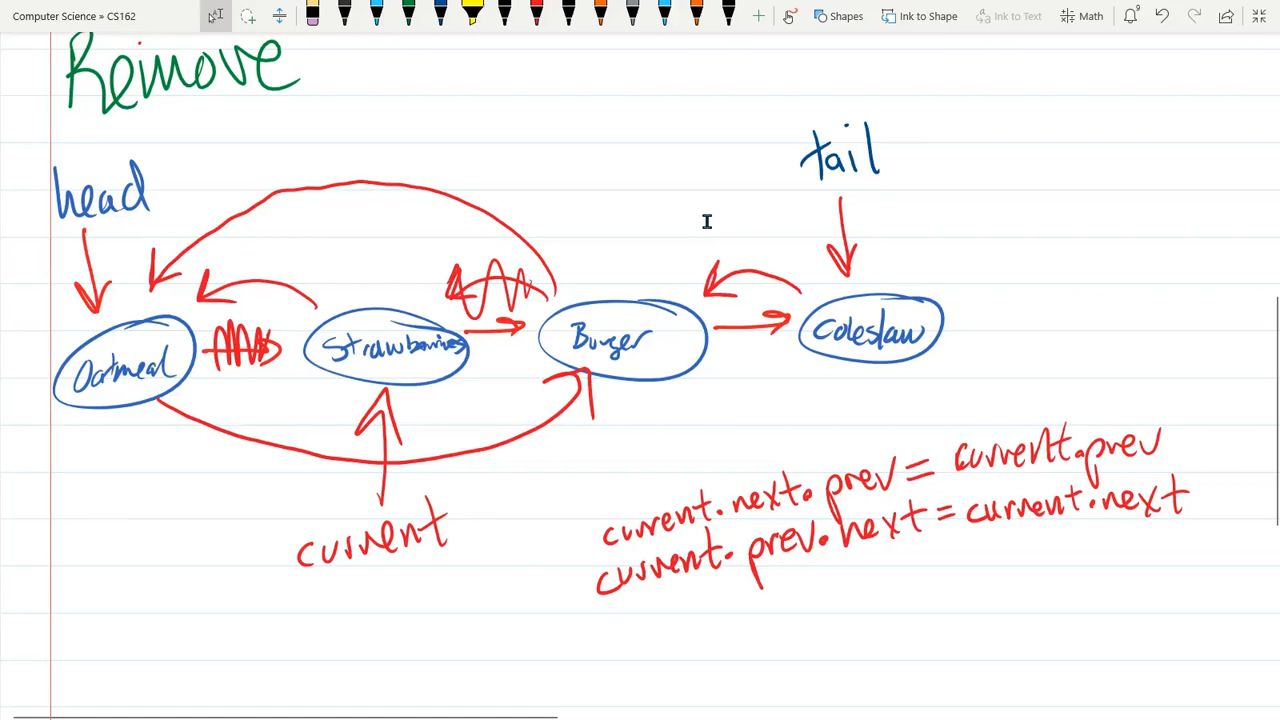 Computer Science » CS162
Shapes
Ink to Shape
Ink to Text
Math
9
Remove
head
tail
Oatmeal
Strawberries
Burger
Coleslaw
current
current.next.prev = current.prev
current.prev.next = current.next